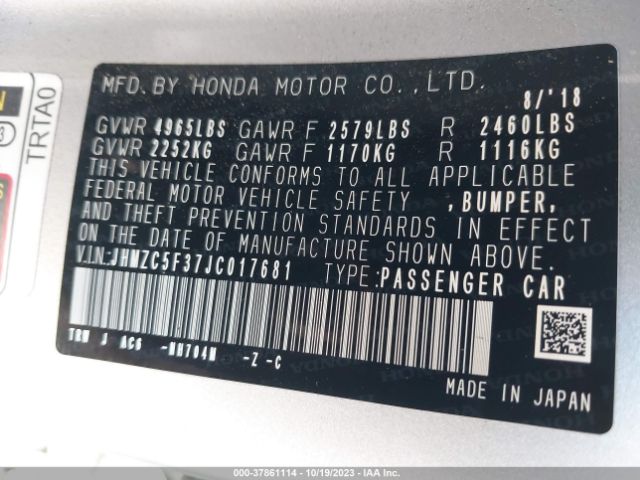 MFD.BY HONDA MOTOR CO.,LTD.
8/'18
GVWR 4965LBS GAWR F 2579LBS R 2460LBS
GVWR 2252KG GAWR F 1170KG R 1116KG
THIS VEHICLE CONFORMS TO ALL APPLICABLE
FEDERAL MOTOR VEHICLE SAFETY ,BUMPER,
AND THEFT PREVENTION STANDARDS IN EFFECT
ON THE DATE OF MANUFACTURE SHOWN ABOVE.
V.I.N:JHMZC5F37JC017681 TYPE:PASSENGER CAR
TRW J AC6 -NH704M -Z -C
MADE IN JAPAN
TRTA0
000-37861114 | 10/19/2023 | IAA Inc.